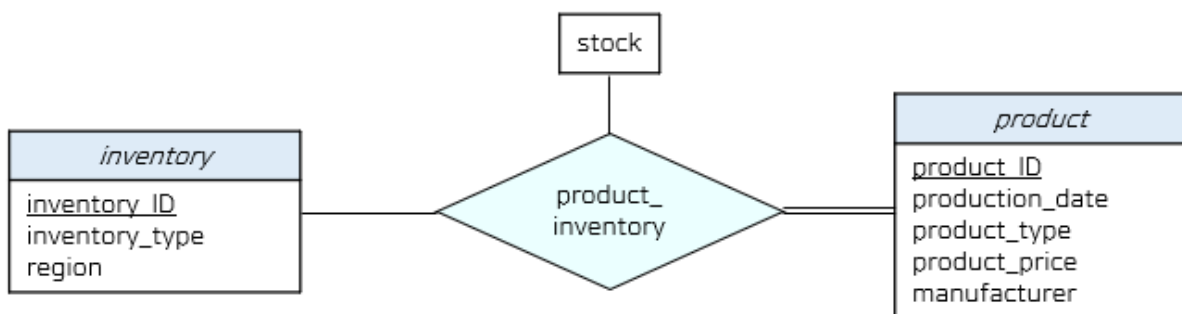 stock
inventory
inventory_ID
inventory_type
region
product_
inventory
product
product_ID
production_date
product_type
product_price
manufacturer